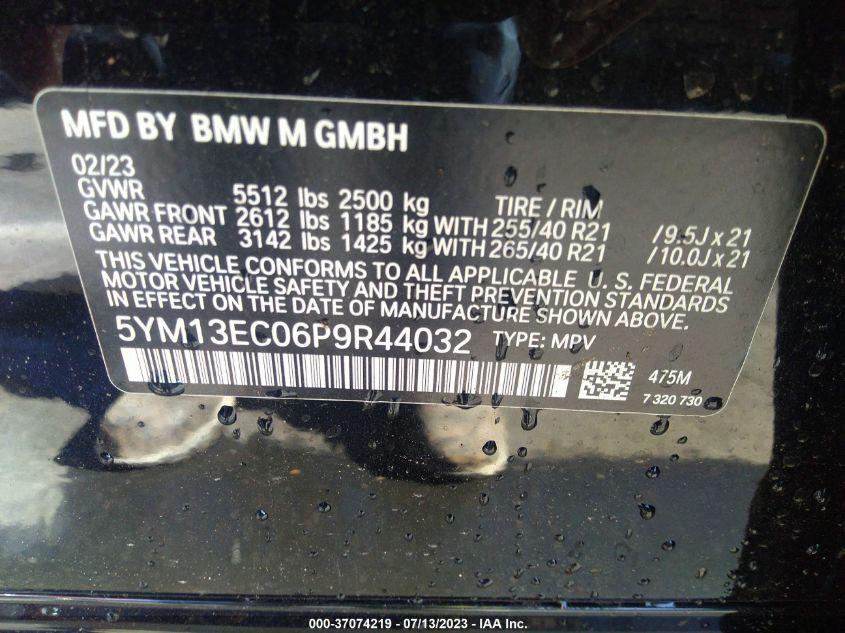 MFD BY BMW M GMBH
02/23
GVWR 5512 lbs 2500 kg TIRE / RIM
GAWR FRONT 2612 lbs 1185 kg WITH 255/40 R21 /9.5J x 21
GAWR REAR 3142 lbs 1425 kg WITH 265/40 R21 /10.0J x 21
THIS VEHICLE CONFORMS TO ALL APPLICABLE U. S. FEDERAL
MOTOR VEHICLE SAFETY AND THEFT PREVENTION STANDARDS
IN EFFECT ON THE DATE OF MANUFACTURE SHOWN ABOVE.
5YM13EC06P9R44032 TYPE: MPV
475M
7 320 730
000-37074219 - 07/13/2023 - IAA Inc.